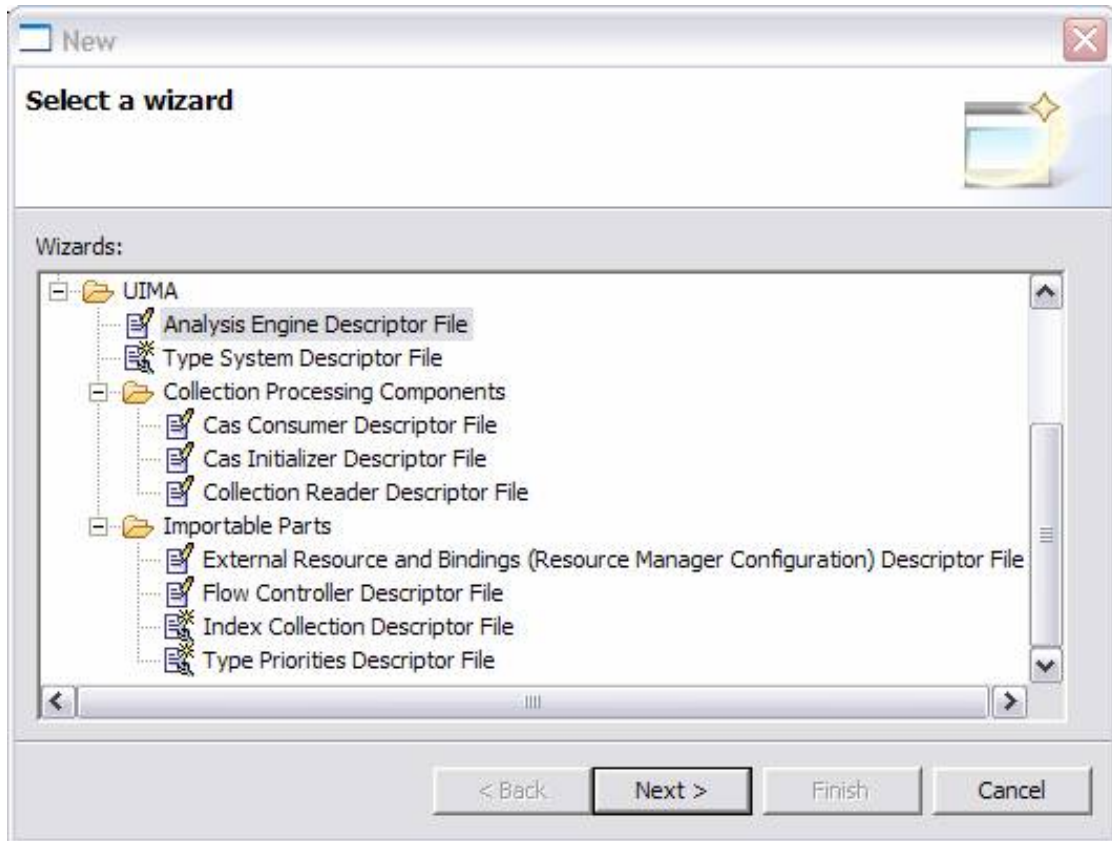 New
Select a wizard
Wizards:
UIMA
Analysis Engine Descriptor File
Type System Descriptor File
Collection Processing Components
Cas Consumer Descriptor File
Cas Initializer Descriptor File
Collection Reader Descriptor File
Importable Parts
External Resource and Bindings (Resource Manager Configuration) Descriptor File
Flow Controller Descriptor File
Index Collection Descriptor File
Type Priorities Descriptor File
< Back Next > Finish Cancel